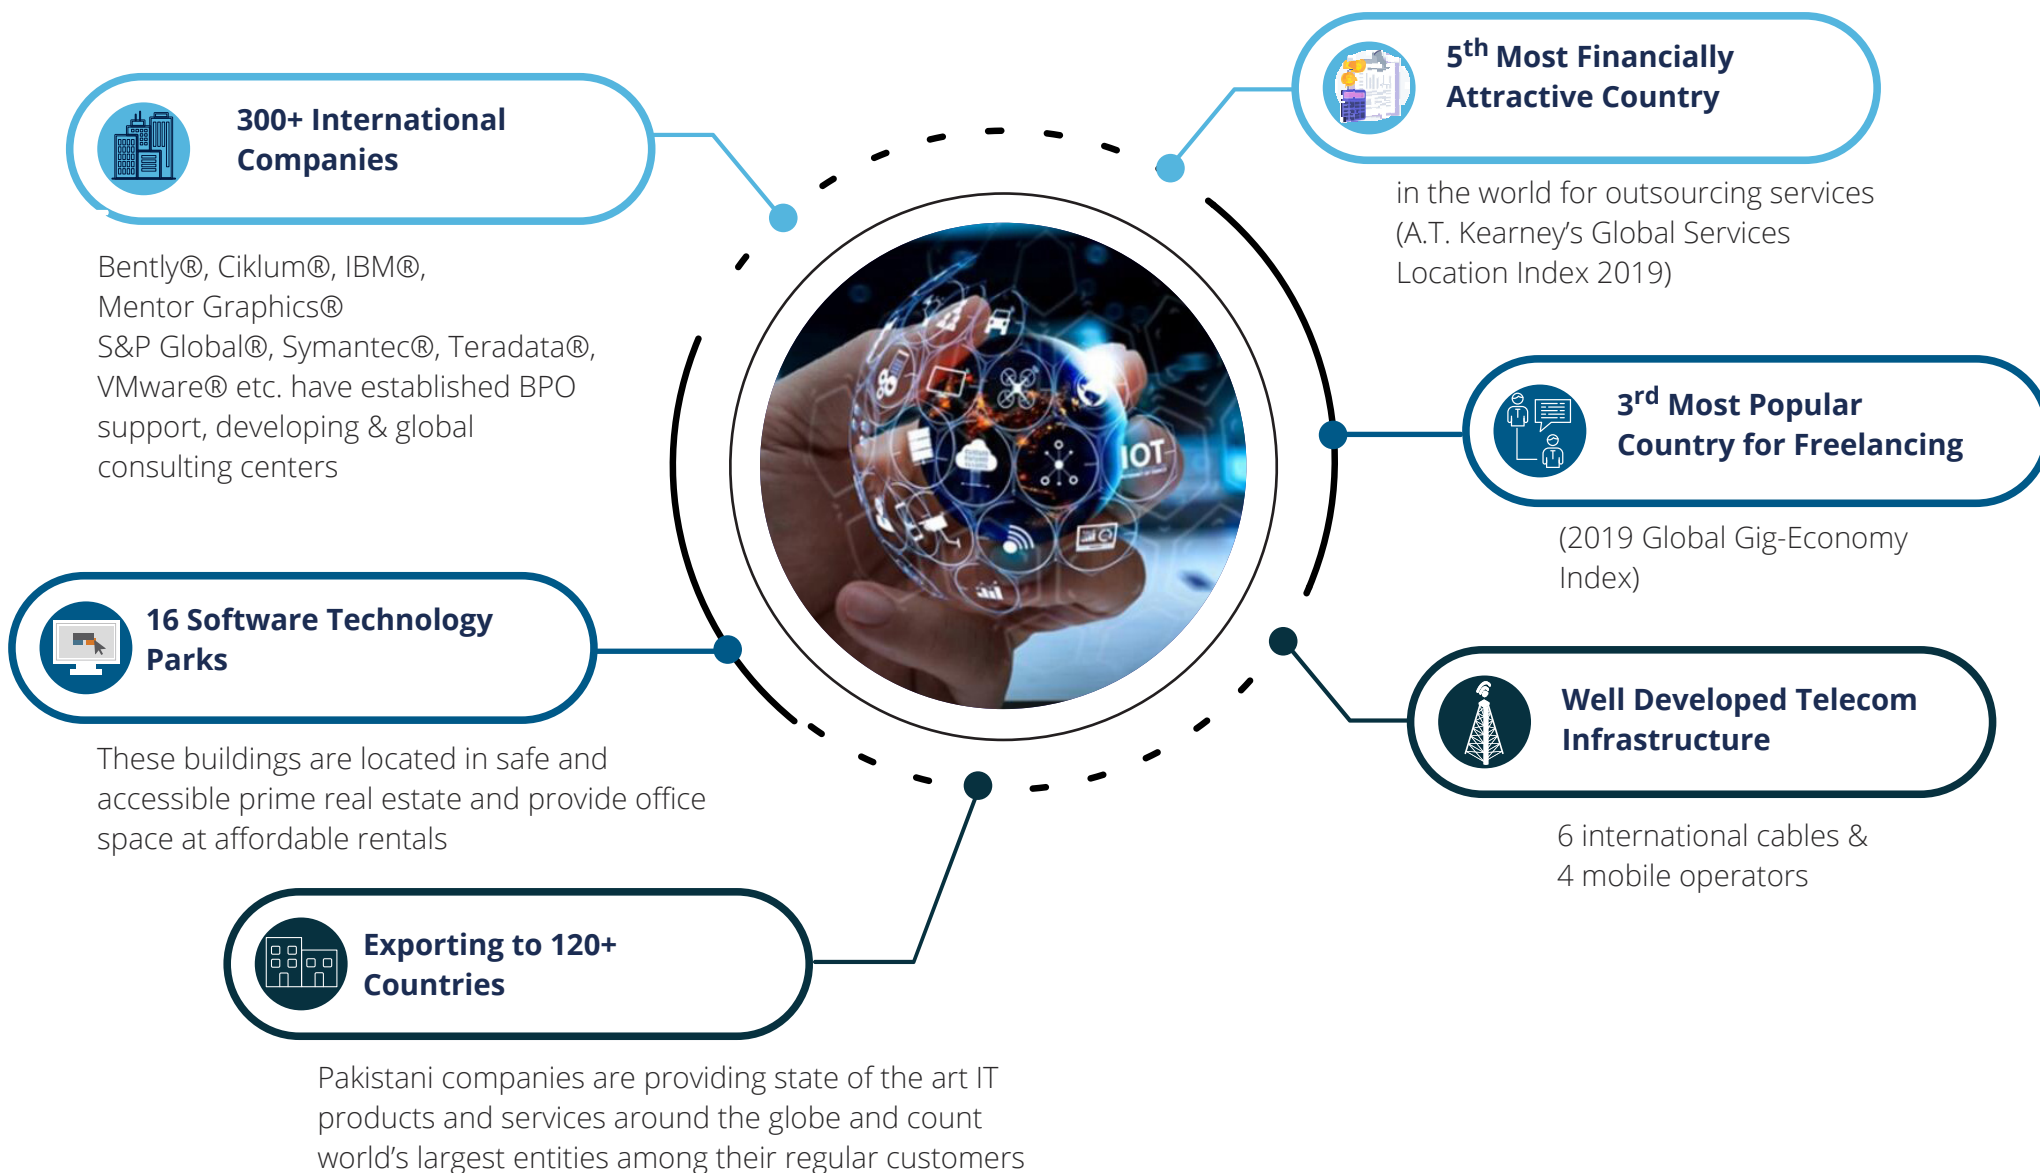 300+ International
Companies
Bently®, Ciklum®, IBM®,
Mentor Graphics®
S&P Global®, Symantec®, Teradata®,
VMware® etc. have established BPO
support, developing & global
consulting centers
16 Software Technology
Parks
These buildings are located in safe and
accessible prime real estate and provide office
space at affordable rentals
Exporting to 120+
Countries
Pakistani companies are providing state of the art IT
products and services around the globe and count
world's largest entities among their regular customers
5th Most Financially
Attractive Country
in the world for outsourcing services
(A.T. Kearney's Global Services
Location Index 2019)
3rd Most Popular
Country for Freelancing
(2019 Global Gig-Economy
Index)
Well Developed Telecom
Infrastructure
6 international cables &
4 mobile operators
IOT